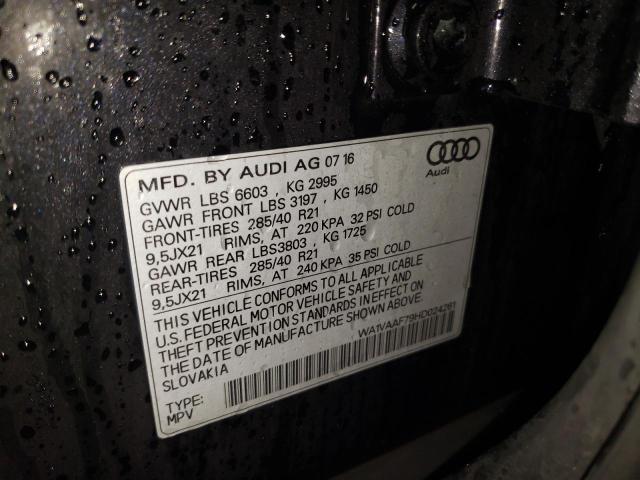 MFD. BY AUDI AG 07 16
Audi
GVWR LBS 6603 , KG 2995
GAWR FRONT LBS 3197 , KG 1450
FRONT-TIRES 285/40 R21
9,5JX21 RIMS, AT 220 KPA 32 PSI COLD
GAWR REAR LBS3803 , KG 1725
REAR-TIRES 285/40 R21
9,5JX21 RIMS, AT 240 KPA 35 PSI COLD
THIS VEHICLE CONFORMS TO ALL APPLICABLE
U.S. FEDERAL MOTOR VEHICLE SAFETY AND
THEFT PREVENTION STANDARDS IN EFFECT ON
THE DATE OF MANUFACTURE SHOWN ABOVE.
SLOVAKIA
WA1VAAF79HD024261
TYPE:
MPV